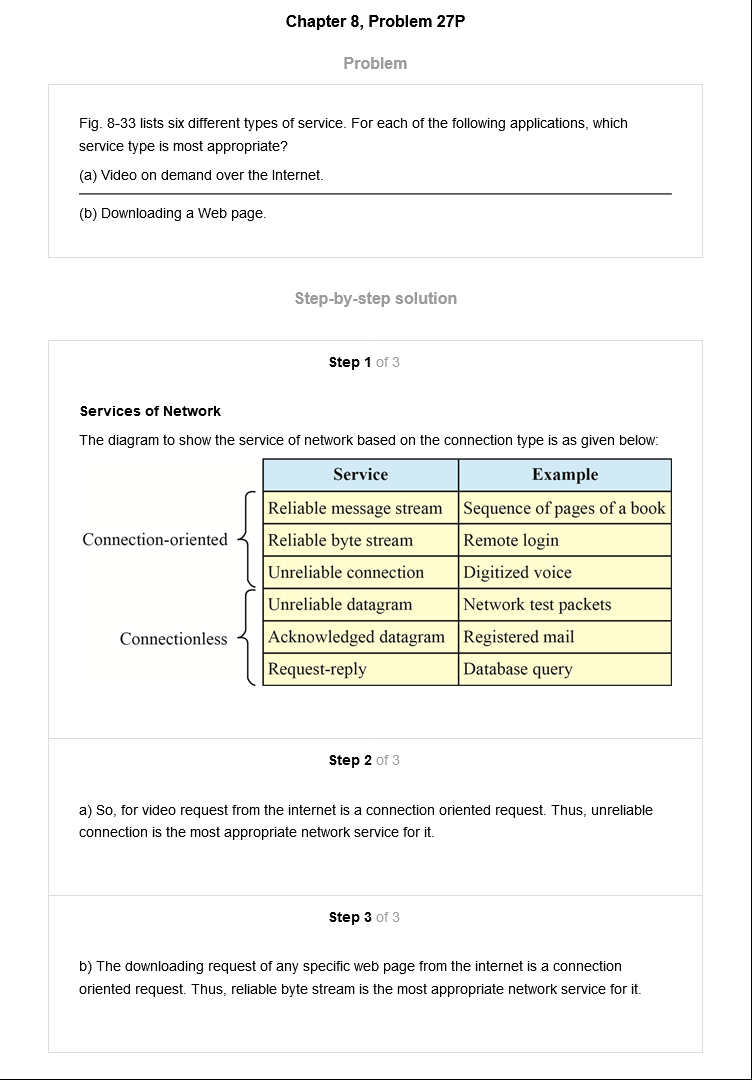 Chapter 8, Problem 27P
Problem
Fig. 8-33 lists six different types of service. For each of the following applications, which
service type is most appropriate?
(a) Video on demand over the Internet.
(b) Downloading a Web page.
Step-by-step solution
Step 1 of 3
Services of Network
The diagram to show the service of network based on the connection type is as given below:
Service Example
Reliable message stream Sequence of pages of a book
Connection-oriented Reliable byte stream Remote login
Unreliable connection Digitized voice
Unreliable datagram Network test packets
Connectionless Acknowledged datagram Registered mail
Request-reply Database query
Step 2 of 3
a) So, for video request from the internet is a connection oriented request. Thus, unreliable
connection is the most appropriate network service for it.
Step 3 of 3
b) The downloading request of any specific web page from the internet is a connection
oriented request. Thus, reliable byte stream is the most appropriate network service for it.